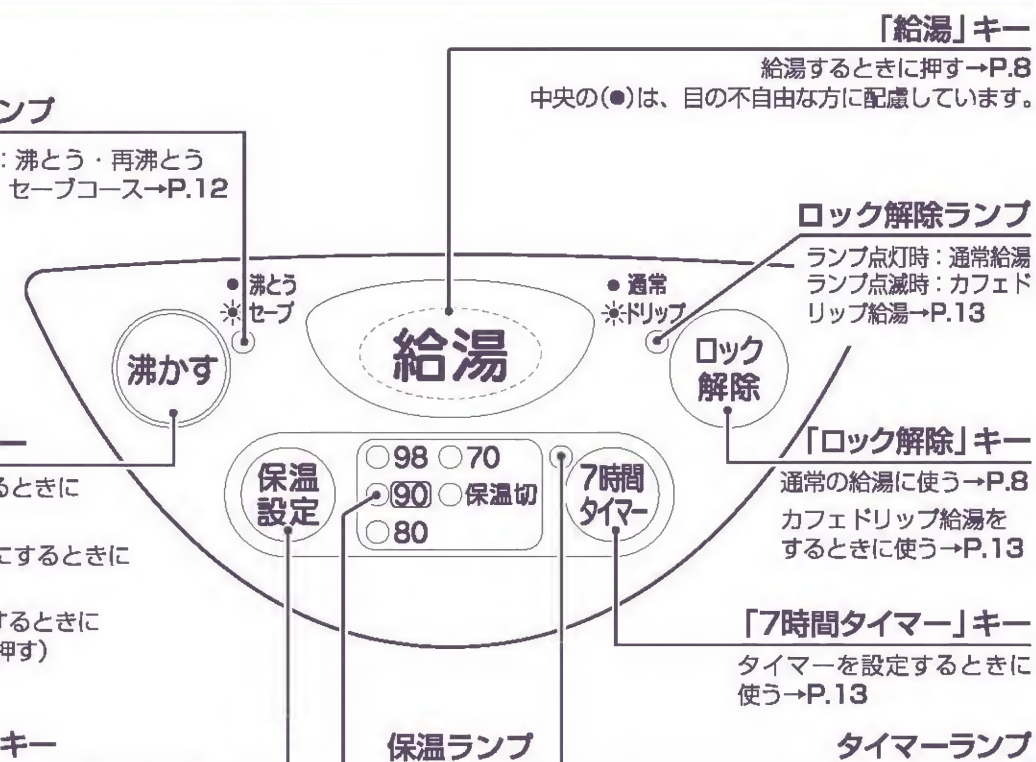 「給湯」キー
給湯するときに押す→P.8
中央の(●)は、目の不自由な方に配慮しています。
ンプ
：沸とう・再沸とう
セーブコース→P.12
ロック解除ランプ
ランプ点灯時：通常給湯
ランプ点滅時：カフェド
リップ給湯→P.13
● 沸とう
☀セーブ
● 通常
☀ドリップ
沸かす
給湯
ロック
解除
ー
るときに
にするときに
するときに
押す）
「ロック解除」キー
通常の給湯に使う→P.8
カフェドリップ給湯を
するときに使う→P.13
保温
設定
98 70
90 保温切
80
7時間
タイマー
「7時間タイマー」キー
タイマーを設定するときに
使う→P.13
キー
保温ランプ
タイマーランプ